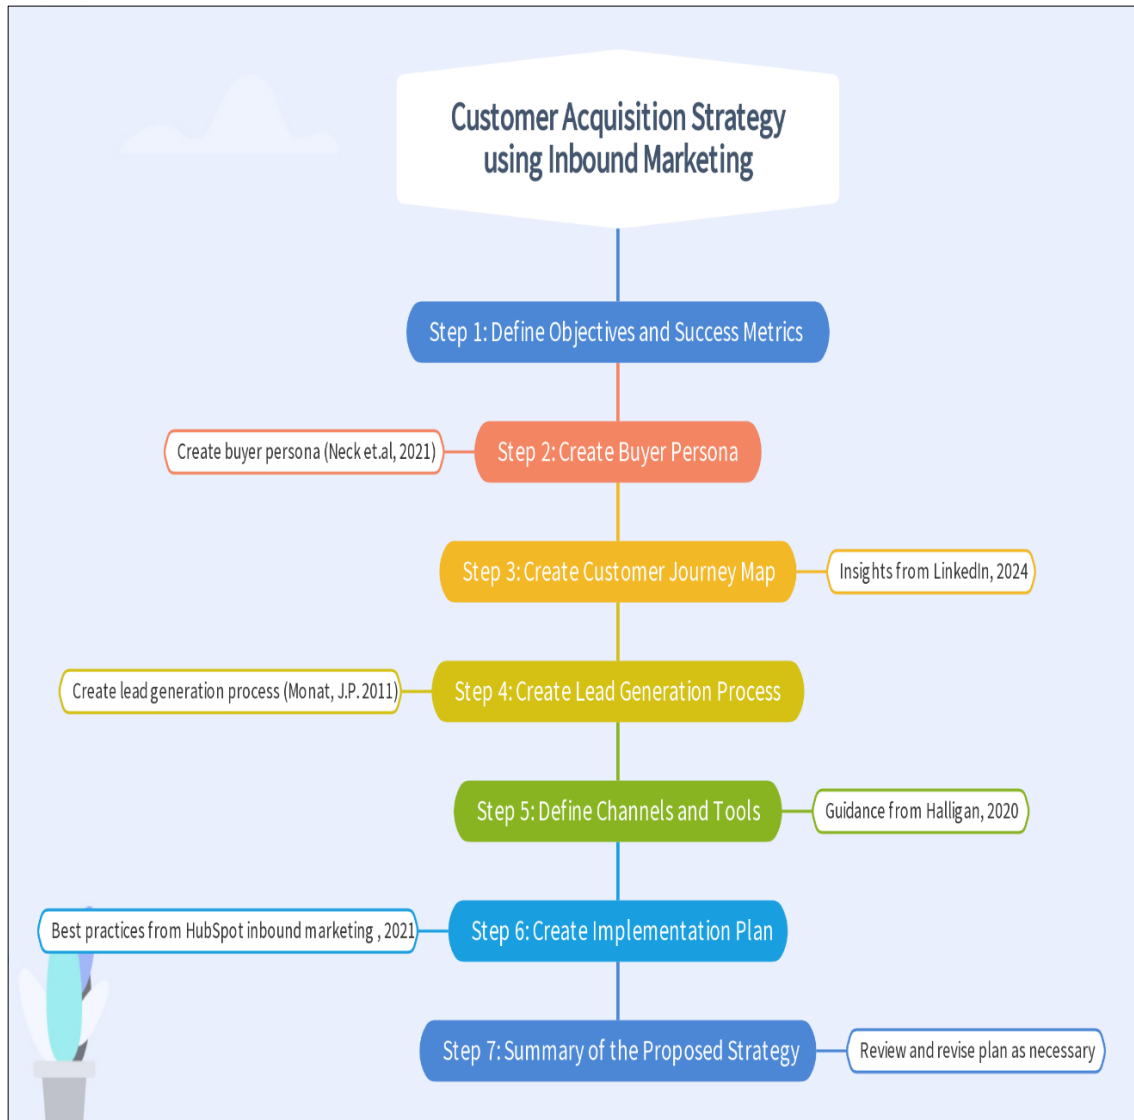 Customer Acquisition Strategy
using Inbound Marketing
Step 1: Define Objectives and Success Metrics
Create buyer persona (Neck et.al, 2021)
Step 2: Create Buyer Persona
Step 3: Create Customer Journey Map
Insights from LinkedIn, 2024
Create lead generation process (Monat, J.P. 2011)
Step 4: Create Lead Generation Process
Step 5: Define Channels and Tools
Guidance from Halligan, 2020
Best practices from HubSpot inbound marketing , 2021
Step 6: Create Implementation Plan
Step 7: Summary of the Proposed Strategy
Review and revise plan as necessary